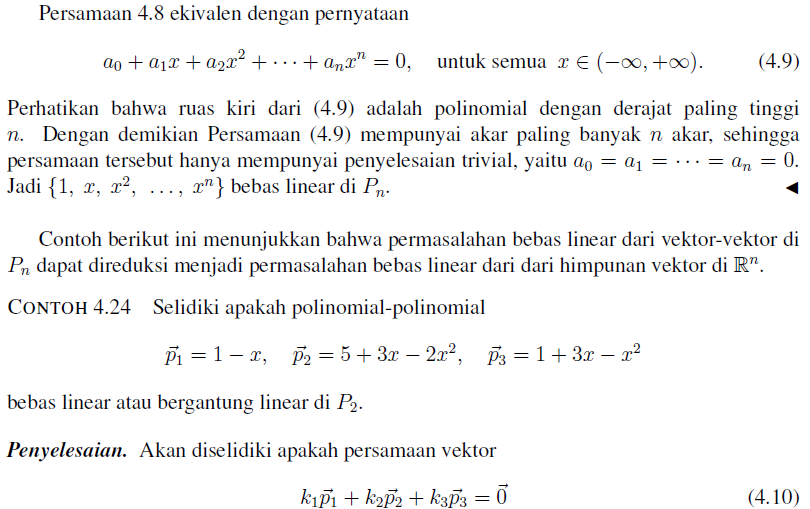 Persamaan 4.8 ekivalen dengan pernyataan
a₀ + a₁x + a₂x² + · · · + aₙxⁿ = 0, untuk semua x ∈ (−∞, +∞). (4.9)
Perhatikan bahwa ruas kiri dari (4.9) adalah polinomial dengan derajat paling tinggi
n. Dengan demikian Persamaan (4.9) mempunyai akar paling banyak n akar, sehingga
persamaan tersebut hanya mempunyai penyelesaian trivial, yaitu a₀ = a₁ = · · · = aₙ = 0.
Jadi {1, x, x², . . . , xⁿ} bebas linear di Pₙ. ◀
Contoh berikut ini menunjukkan bahwa permasalahan bebas linear dari vektor-vektor di
Pₙ dapat direduksi menjadi permasalahan bebas linear dari dari himpunan vektor di ℝⁿ.
CONTOH 4.24 Selidiki apakah polinomial-polinomial
p⃗₁ = 1 − x, p⃗₂ = 5 + 3x − 2x², p⃗₃ = 1 + 3x − x²
bebas linear atau bergantung linear di P₂.
Penyelesaian. Akan diselidiki apakah persamaan vektor
k₁p⃗₁ + k₂p⃗₂ + k₃p⃗₃ = 0⃗ (4.10)